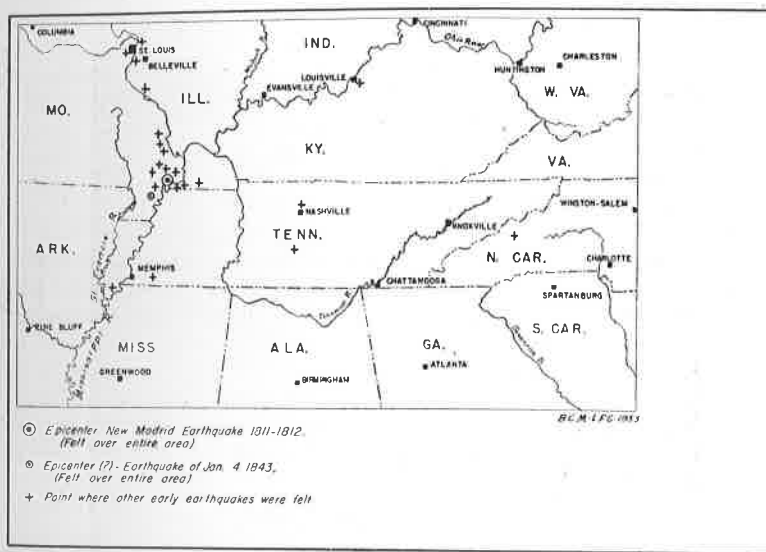 COLUMBIA
ST. LOUIS
BELLEVILLE
IND.
CINCINNATI
Ohio River
LOUISVILLE
EVANSVILLE
HUNTINGTON
CHARLESTON
W. VA.
ILL.
MO.
KY.
VA.
WINSTON-SALEM
NASHVILLE
KNOXVILLE
TENN.
N. CAR.
CHARLOTTE
ARK.
St. Francis R.
MEMPHIS
CHATTANOOGA
SPARTANBURG
S. CAR.
PINE BLUFF
Mississippi R.
MISS
ALA.
GA.
GREENWOOD
BIRMINGHAM
ATLANTA
Epicenter New Madrid Earthquake 1811-1812.
(Felt over entire area)
Epicenter (?) - Earthquake of Jan. 4 1843.
(Felt over entire area)
+ Point where other early earthquakes were felt